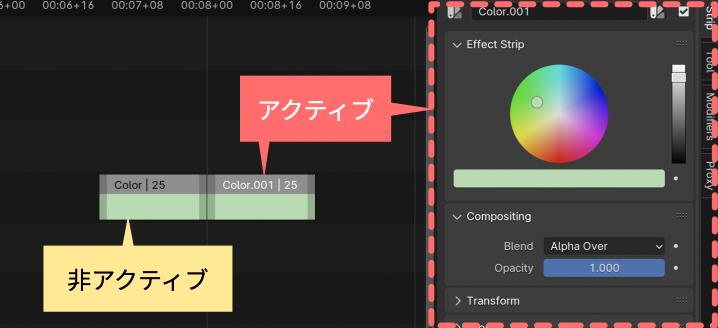 6+00 00:06+16 00:07+08 00:08+00 00:08+16 00:09+08
Color.001
Effect Strip
アクティブ
Color | 25
Color.001 | 25
非アクティブ
Compositing
Blend Alpha Over
Opacity 1.000
Transform
Strip
Tool
Modifiers
Proxy